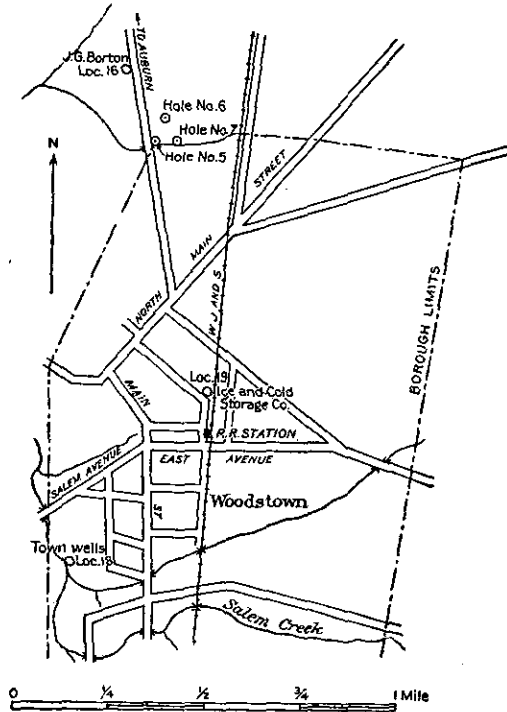 TO AUBURN
J.G. Borton
Loc. 16
Hole No. 6
Hole No. 7
Hole No. 5
N
STREET
MAIN
NORTH
W J AND S.
BOROUGH LIMITS
MAIN
Loc. 19
Ice and Cold
Storage Co.
R.R. STATION
SALEM AVENUE
EAST AVENUE
ST
Woodstown
Town wells
Loc. 18
Salem Creek
0 1/4 1/2 3/4 1 Mile